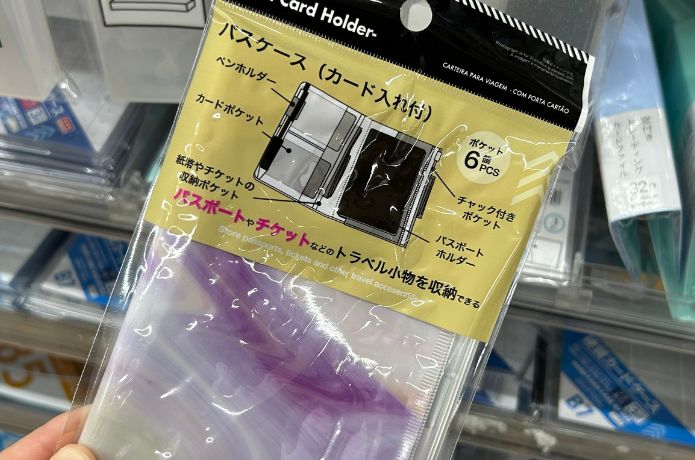 Card Holder-
CARTEIRA PARA VIAGEM - COM PORTA CARTÃO
パスケース（カード入れ付）
ペンホルダー
カードポケット
紙幣やチケットの
収納ポケット
ポケット
6個
PCS
チャック付き
ポケット
パスポート
ホルダー
パスポートやチケットなどのトラベル小物を収納できる
Store passports, tickets and other travel accessories
32
B7